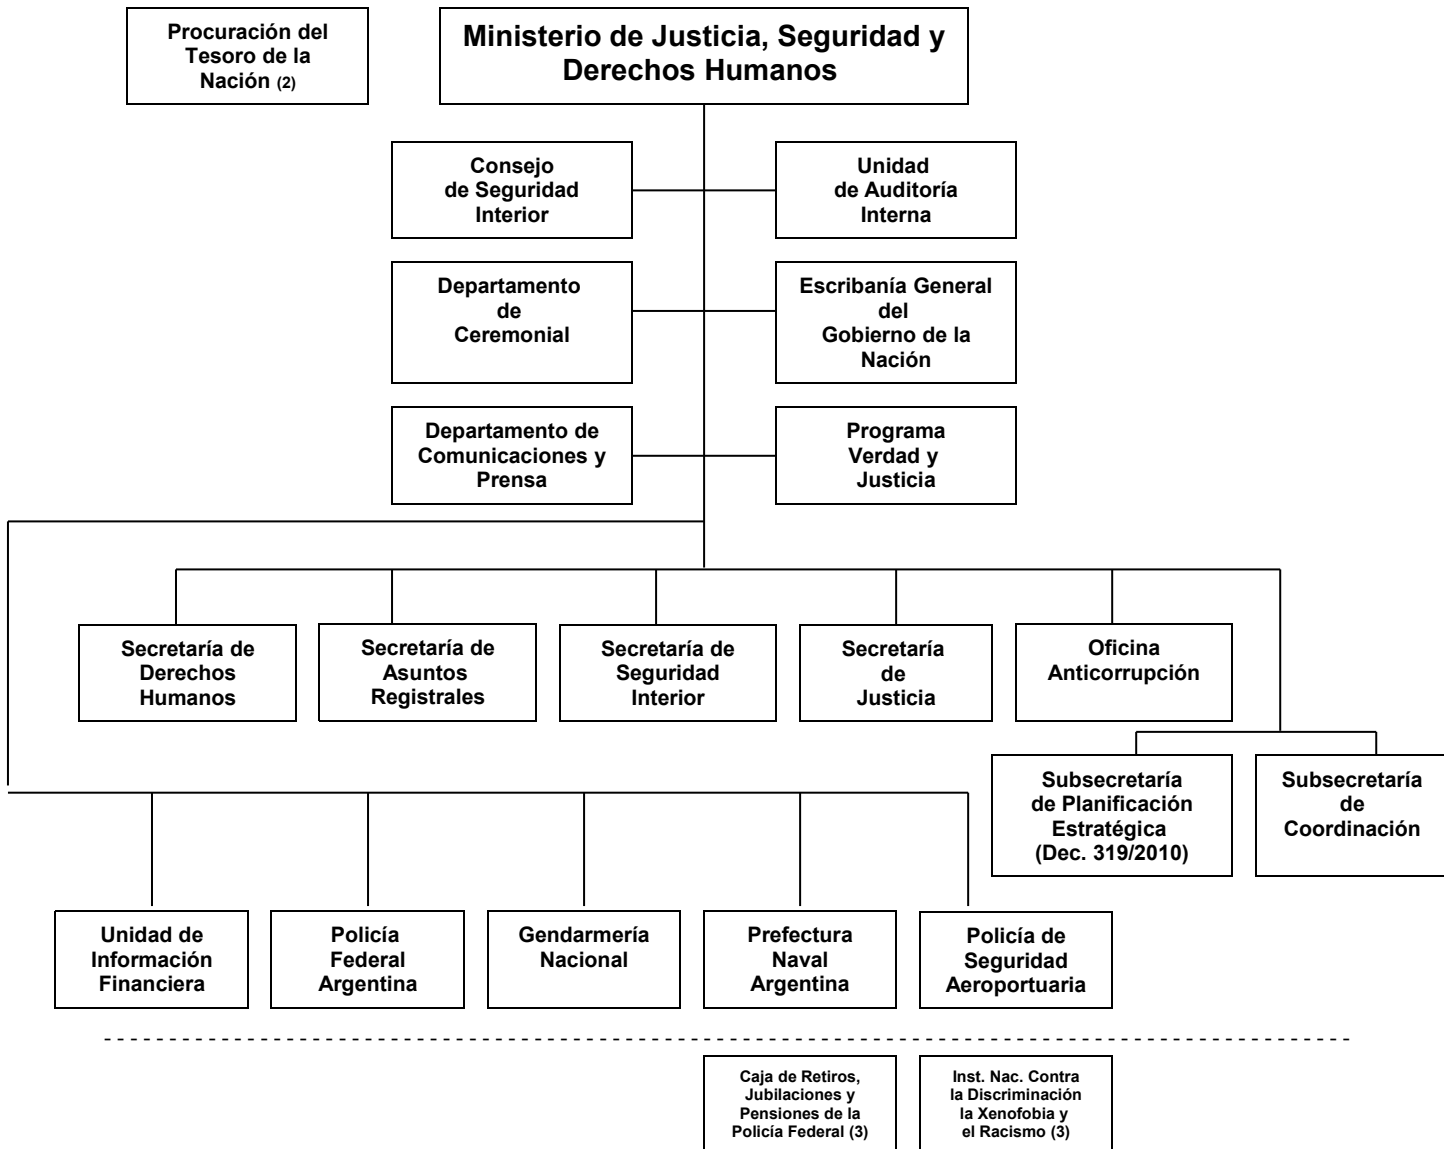 Procuración del
Tesoro de la
Nación (2)
Ministerio de Justicia, Seguridad y
Derechos Humanos
Consejo
de Seguridad
Interior
Unidad
de Auditoría
Interna
Departamento
de
Ceremonial
Escribanía General
del
Gobierno de la
Nación
Departamento de
Comunicaciones y
Prensa
Programa
Verdad y
Justicia
Secretaría de
Derechos
Humanos
Secretaría de
Asuntos
Registrales
Secretaría de
Seguridad
Interior
Secretaría
de
Justicia
Oficina
Anticorrupción
Subsecretaría
de Planificación
Estratégica
(Dec. 319/2010)
Subsecretaría
de
Coordinación
Unidad de
Información
Financiera
Policía
Federal
Argentina
Gendarmería
Nacional
Prefectura
Naval
Argentina
Policía de
Seguridad
Aeroportuaria
Caja de Retiros,
Jubilaciones y
Pensiones de la
Policía Federal (3)
Inst. Nac. Contra
la Discriminación
la Xenofobia y
el Racismo (3)